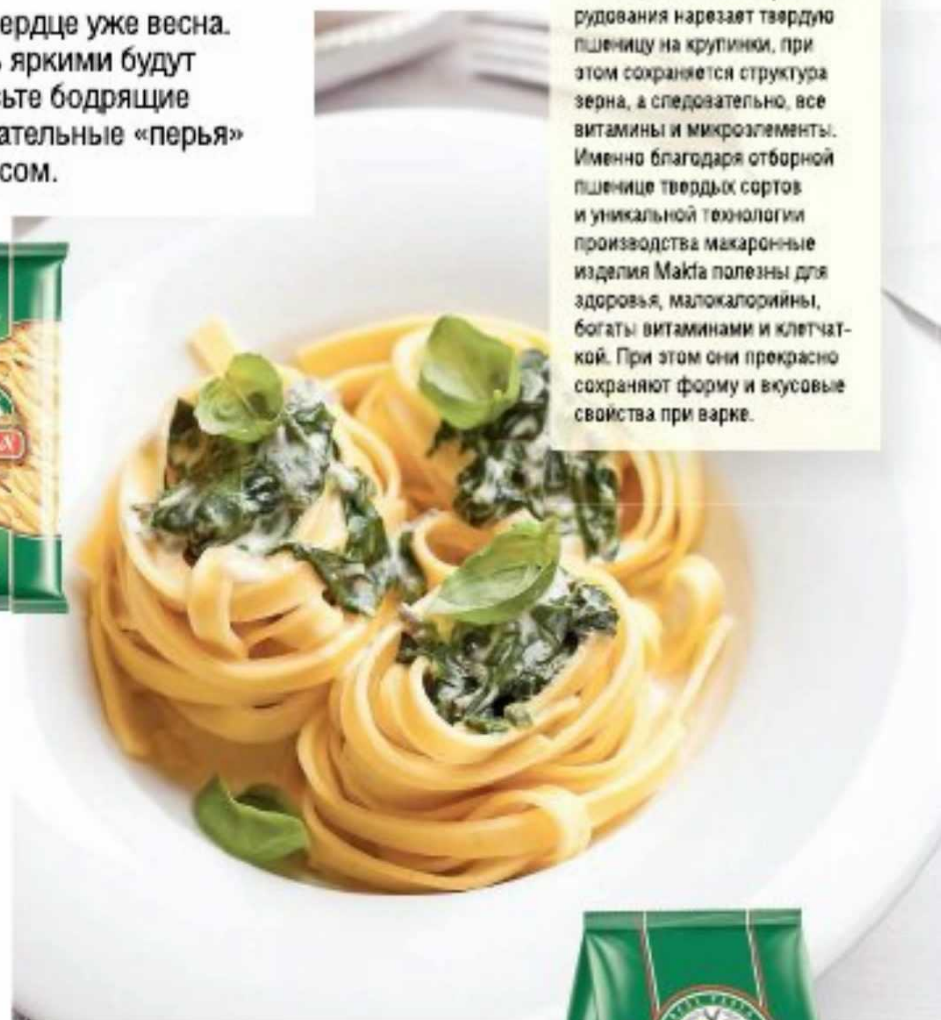 ердце уже весна.
яркими будут
ьте бодрящие
ательные «перья»
сом.
рудования нарезает твердую
пшеницу на крупинки, при
этом сохраняется структура
зерна, а следовательно, все
витамины и микроэлементы.
Именно благодаря отборной
пшенице твердых сортов
и уникальной технологии
производства макаронные
изделия Makfa полезны для
здоровья, малокалорийны,
богаты витаминами и клетчат-
кой. При этом они прекрасно
сохраняют форму и вкусовые
свойства при варке.